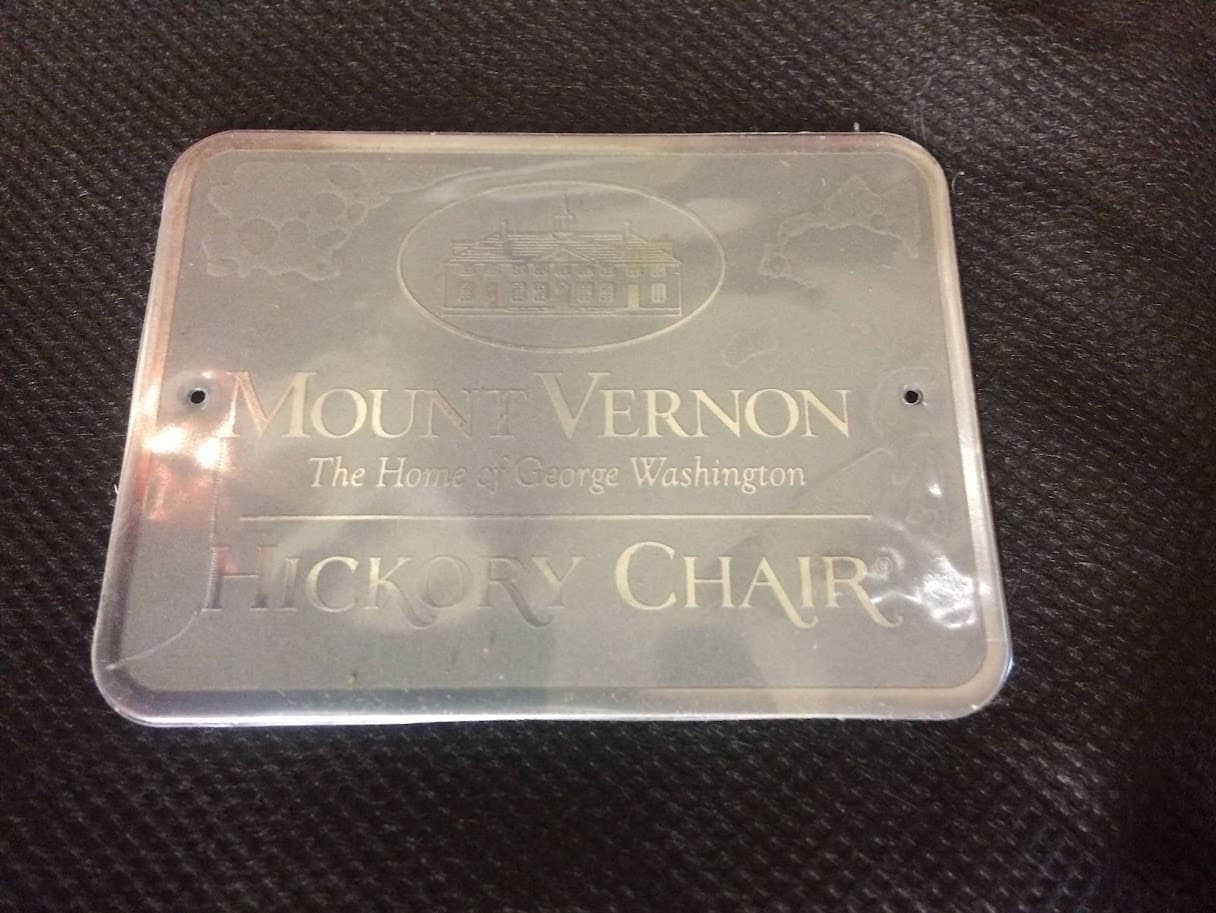 MOUNT VERNON
The Home of George Washington
HICKORY CHAIR®